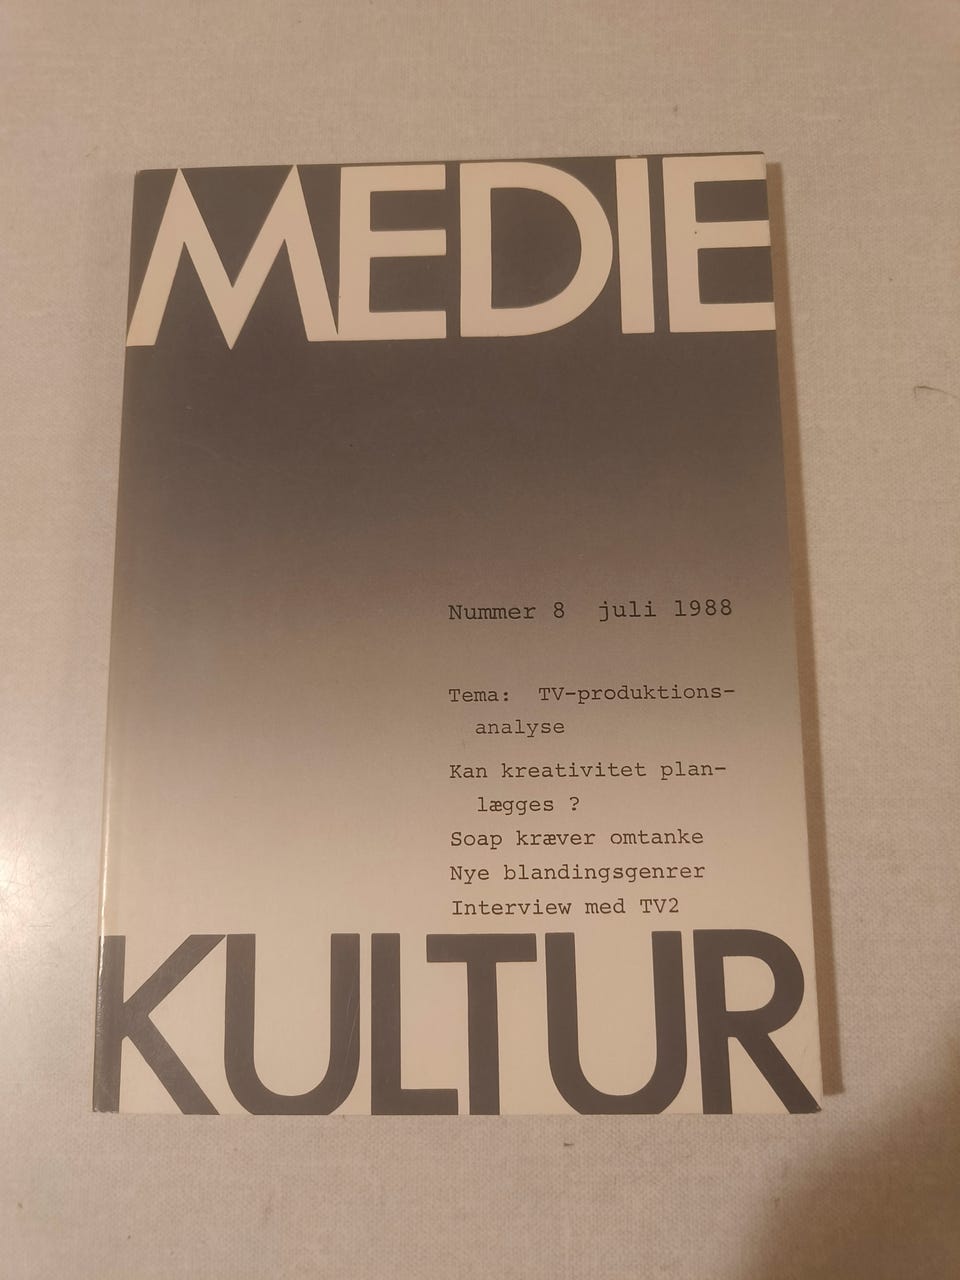 MEDIE
Nummer 8 juli 1988
Tema: TV-produktions-
analyse
Kan kreativitet plan-
lægges ?
Soap kræver omtanke
Nye blandingsgenrer
Interview med TV2
KULTUR